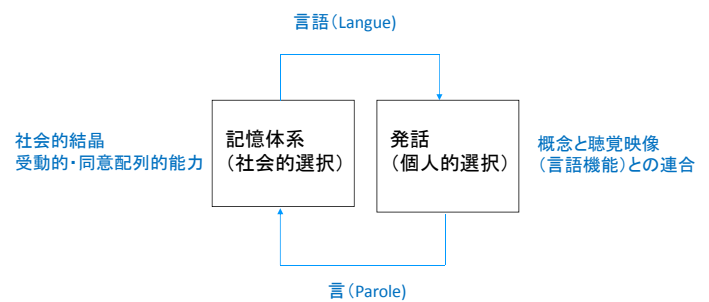 言語（Langue)
社会的結晶
受動的・同意配列的能力
記憶体系
（社会的選択）
発話
（個人的選択）
概念と聴覚映像
（言語機能）との連合
言（Parole)